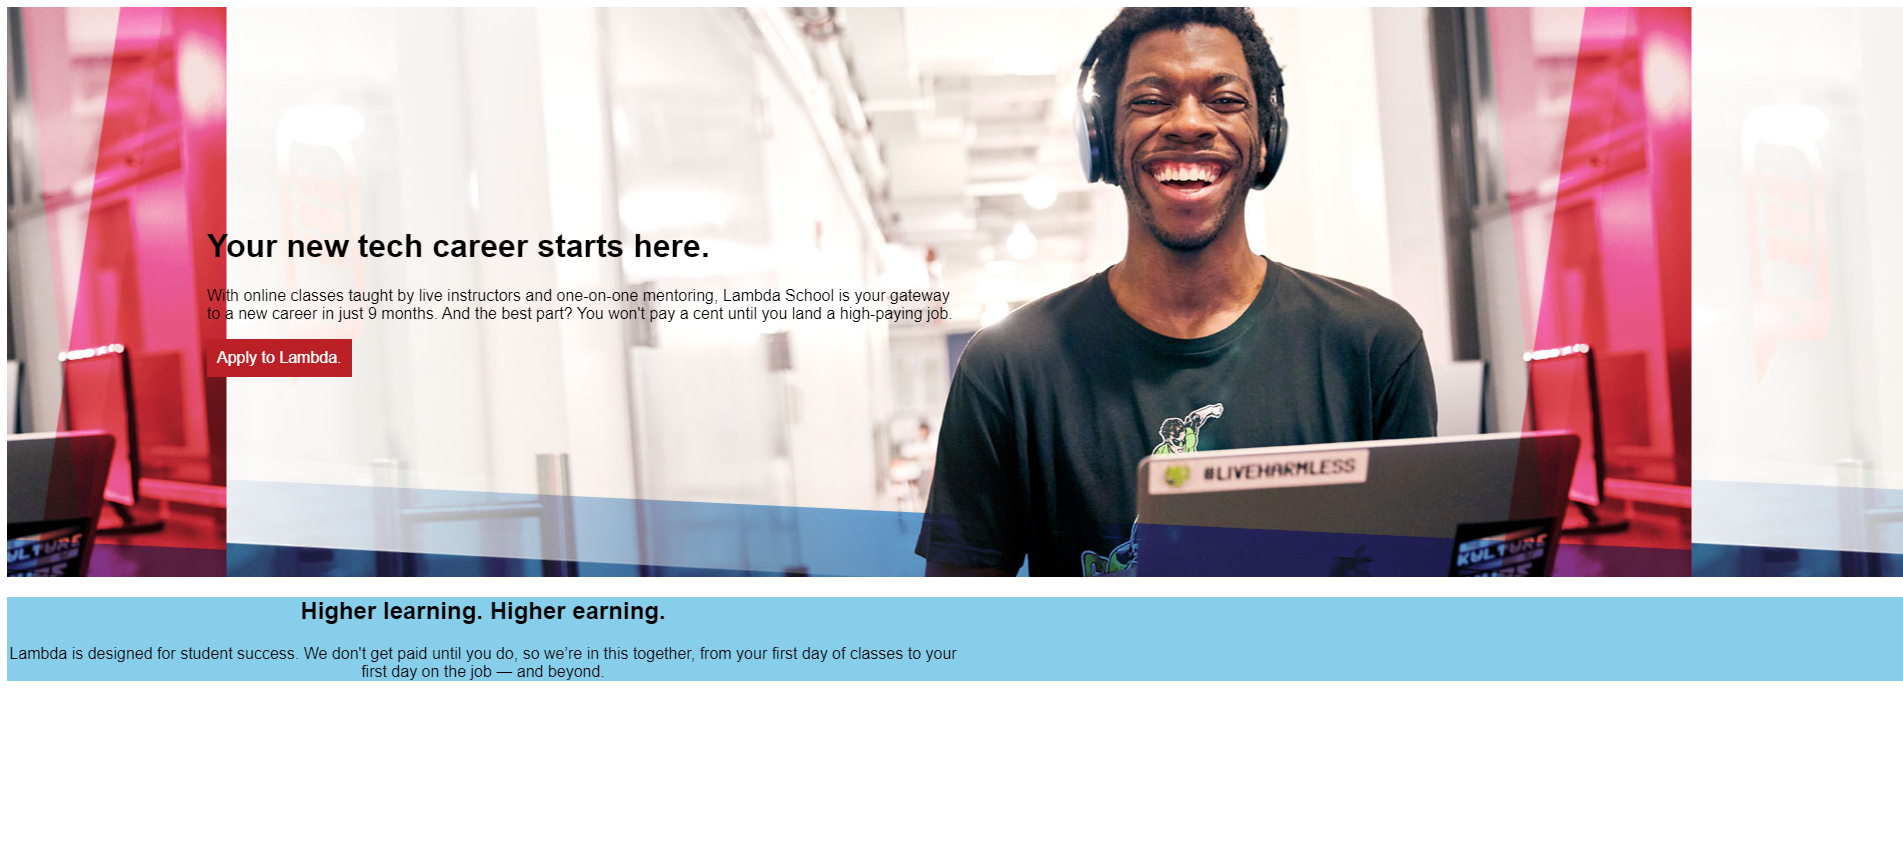 Your new tech career starts here.
With online classes taught by live instructors and one-on-one mentoring, Lambda School is your gateway
to a new career in just 9 months. And the best part? You won't pay a cent until you land a high-paying job.
Apply to Lambda.
#LIVEHARMLESS
KULTURE
Higher learning. Higher earning.
Lambda is designed for student success. We don't get paid until you do, so we’re in this together, from your first day of classes to your
first day on the job — and beyond.